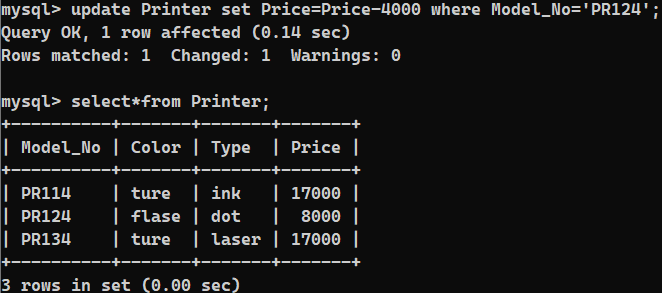 mysql> update Printer set Price=Price-4000 where Model_No='PR124';
Query OK, 1 row affected (0.14 sec)
Rows matched: 1  Changed: 1  Warnings: 0

mysql> select*from Printer;
+----------+-------+-------+-------+
| Model_No | Color | Type  | Price |
+----------+-------+-------+-------+
| PR114    | ture  | ink   | 17000 |
| PR124    | flase | dot   |  8000 |
| PR134    | ture  | laser | 17000 |
+----------+-------+-------+-------+
3 rows in set (0.00 sec)